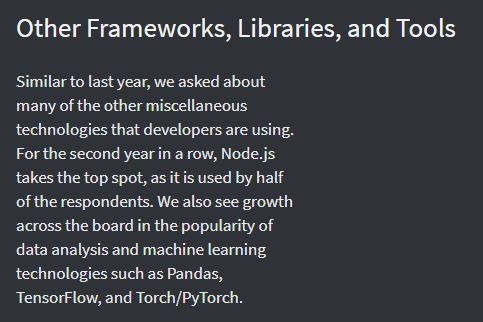 Other Frameworks, Libraries, and Tools
Similar to last year, we asked about
many of the other miscellaneous
technologies that developers are using.
For the second year in a row, Node.js
takes the top spot, as it is used by half
of the respondents. We also see growth
across the board in the popularity of
data analysis and machine learning
technologies such as Pandas,
TensorFlow, and Torch/PyTorch.